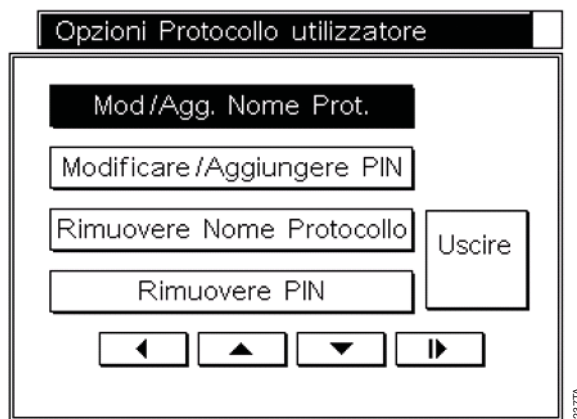 Opzioni Protocollo utilizzatore
Mod/Agg. Nome Prot.
Modificare/Aggiungere PIN
Rimuovere Nome Protocollo
Uscire
Rimuovere PIN